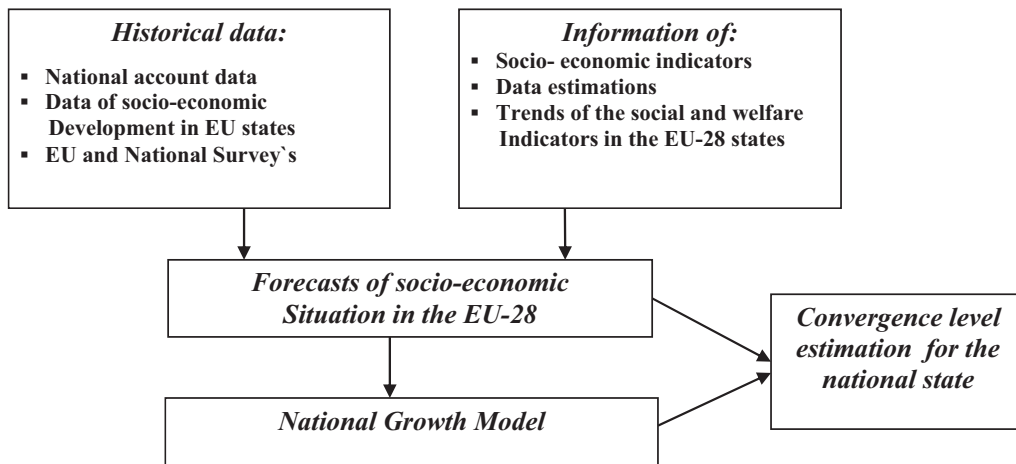 Historical data:
▪ National account data
▪ Data of socio-economic
Development in EU states
▪ EU and National Survey`s
Information of:
▪ Socio- economic indicators
▪ Data estimations
▪ Trends of the social and welfare
Indicators in the EU-28 states
Forecasts of socio-economic
Situation in the EU-28
Convergence level
estimation for the
national state
National Growth Model